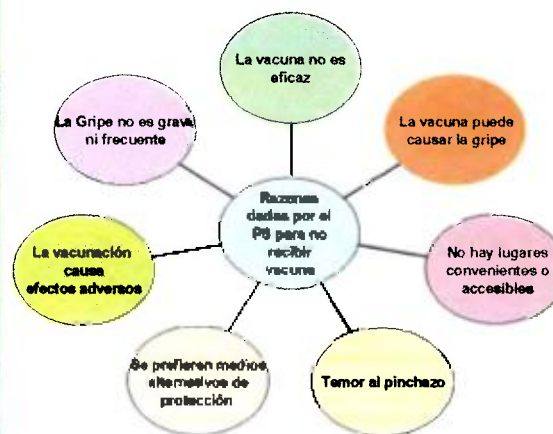 La vacuna no es
eficaz
La Gripe no es grave
ni frecuente
La vacuna puede
causar la gripe
Razones
dadas por el
PS para no
recibir
vacuna
La vacunación
causa
efectos adversos
No hay lugares
convenientes o
accesibles
Se prefieren medios
alternativos de
protección
Temor al pinchazo